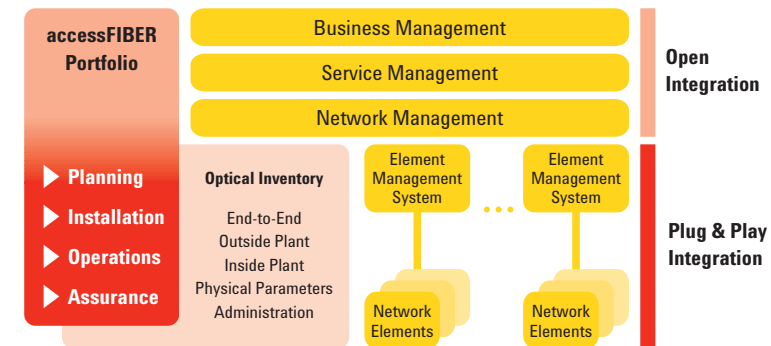 accessFIBER
Portfolio
Planning
Installation
Operations
Assurance
Business Management
Service Management
Network Management
Open
Integration
Optical Inventory
End-to-End
Outside Plant
Inside Plant
Physical Parameters
Administration
Element
Management
System
...
Element
Management
System
Network
Elements
Network
Elements
Plug & Play
Integration